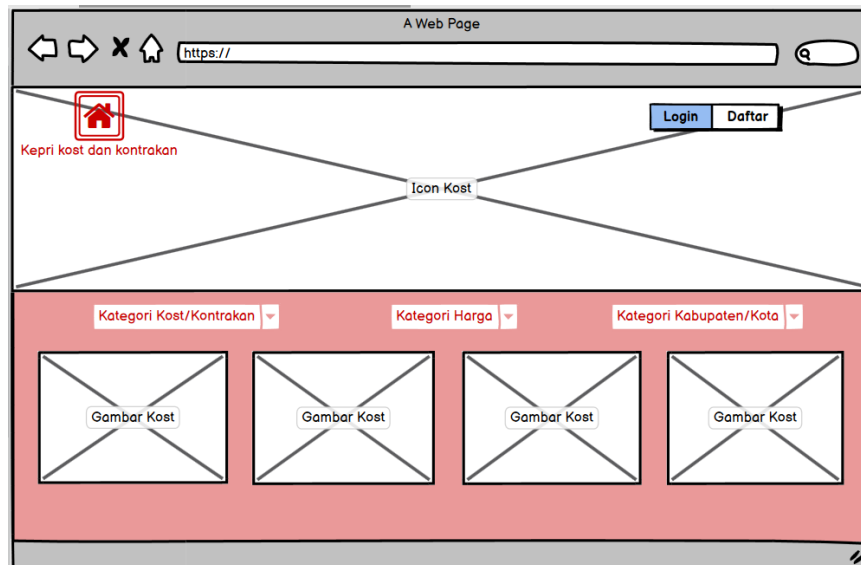 A Web Page
https://
Login
Daftar
Kepri kost dan kontrakan
Icon Kost
Kategori Kost/Kontrakan
Kategori Harga
Kategori Kabupaten/Kota
Gambar Kost
Gambar Kost
Gambar Kost
Gambar Kost